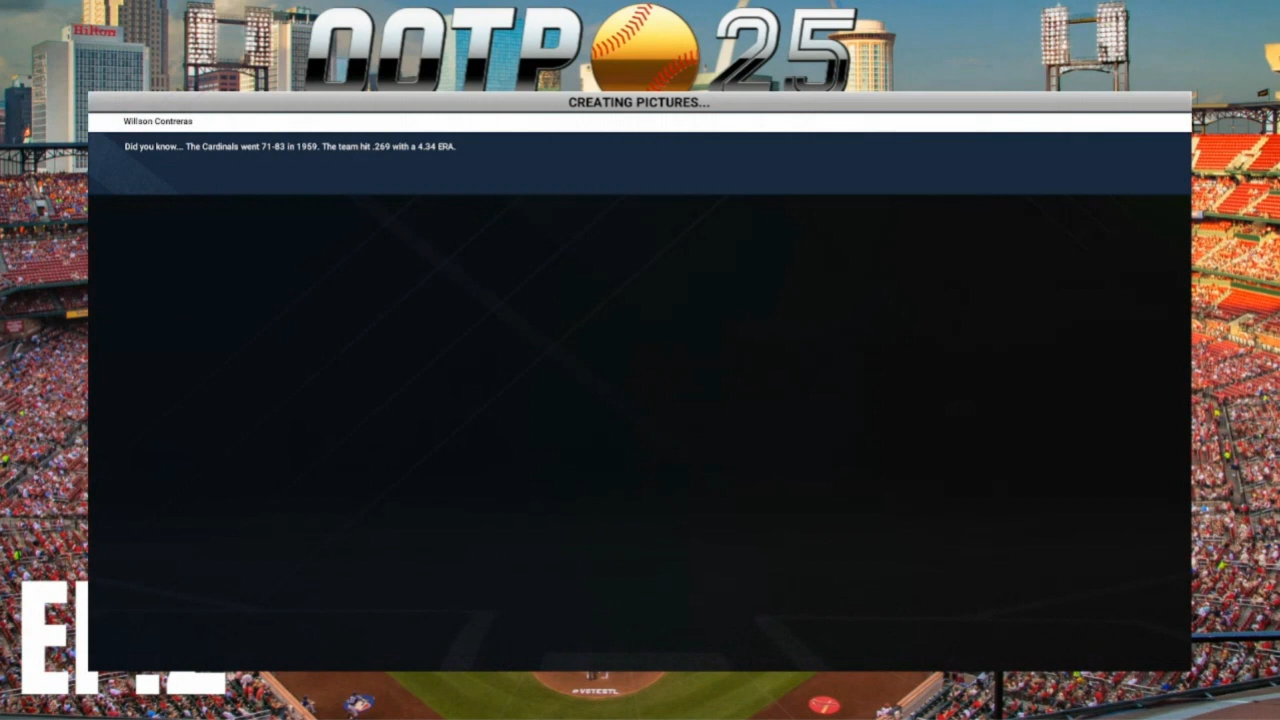 Hilton
OOTP 25
CREATING PICTURES...
Willson Contreras
Did you know... The Cardinals went 71-83 in 1959. The team hit .269 with a 4.34 ERA.
#VOTESTL